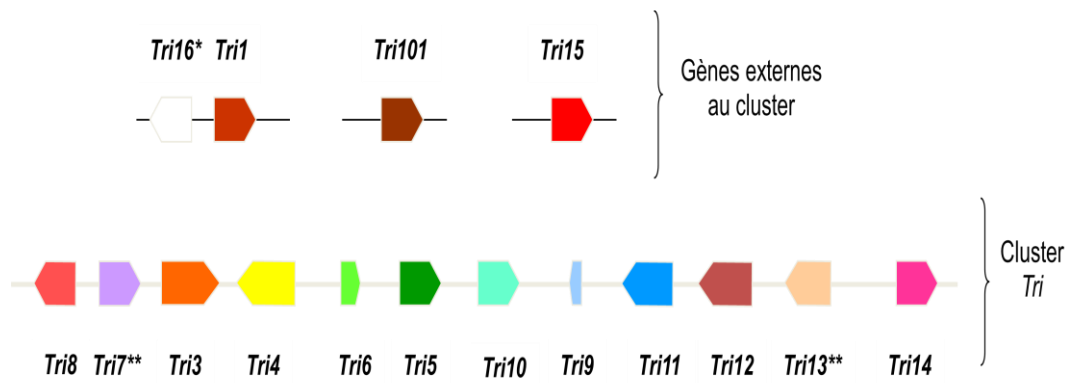 Tri16* Tri1 Tri101 Tri15
Gènes externes
au cluster
Cluster
Tri
Tri8 Tri7** Tri3 Tri4 Tri6 Tri5 Tri10 Tri9 Tri11 Tri12 Tri13** Tri14